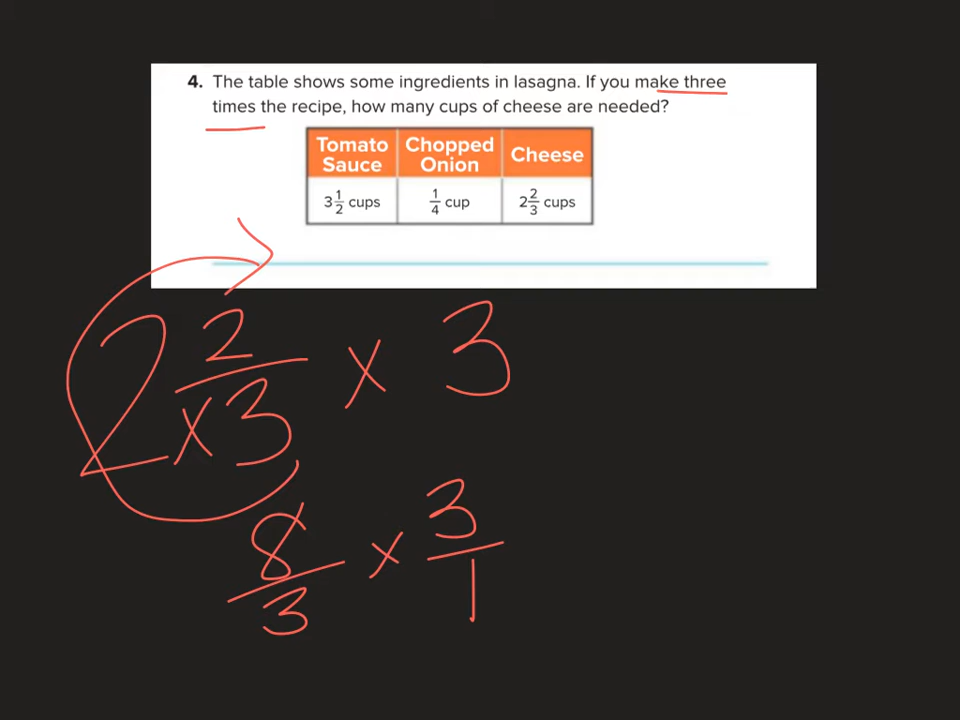 4. The table shows some ingredients in lasagna. If you make three
times the recipe, how many cups of cheese are needed?
Tomato Sauce Chopped Onion Cheese
3 1/2 cups 1/4 cup 2 2/3 cups
2 2/×3 × 3
8/3 × 3/1